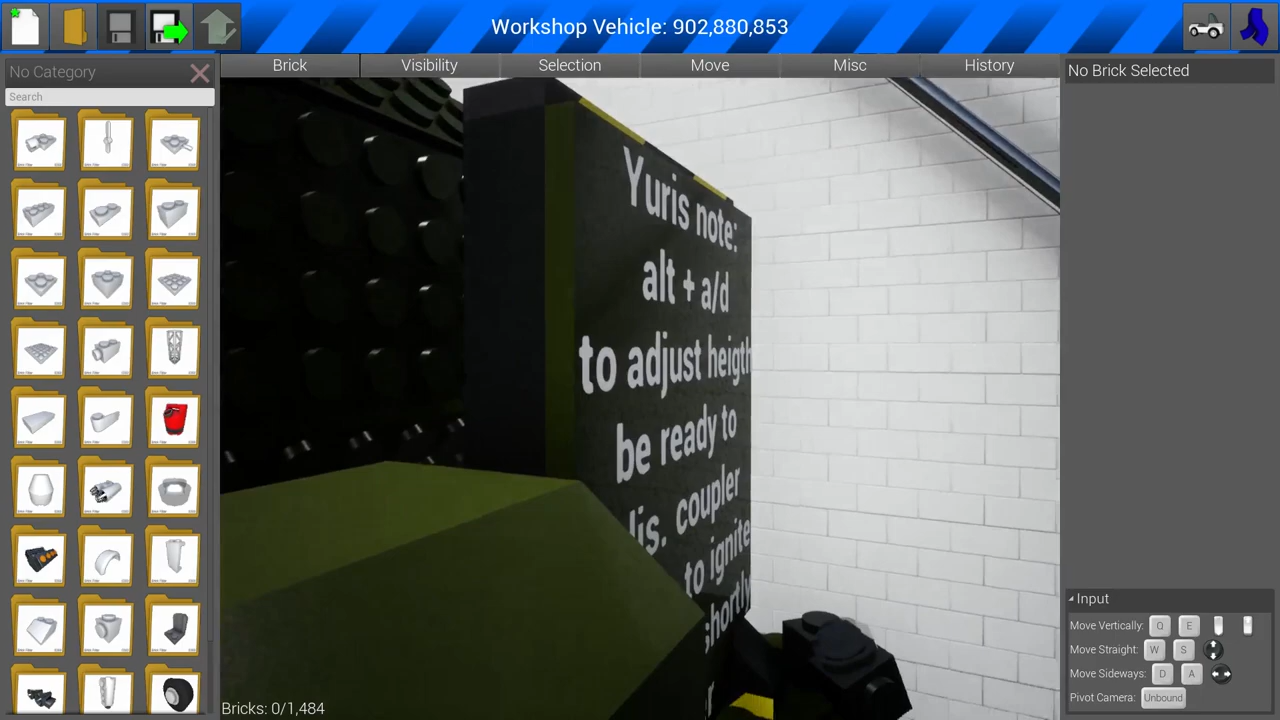 Workshop Vehicle: 902,880,853
No Category
Search
Brick
Visibility
Selection
Move
Misc
History
No Brick Selected
Yuris note:
alt + a/d
to adjust heigth
be ready to
dis. coupler
to ignite
Bricks: 0/1,484
Input
Move Vertically: Q E
Move Straight: W S
Move Sideways: D A
Pivot Camera: Unbound